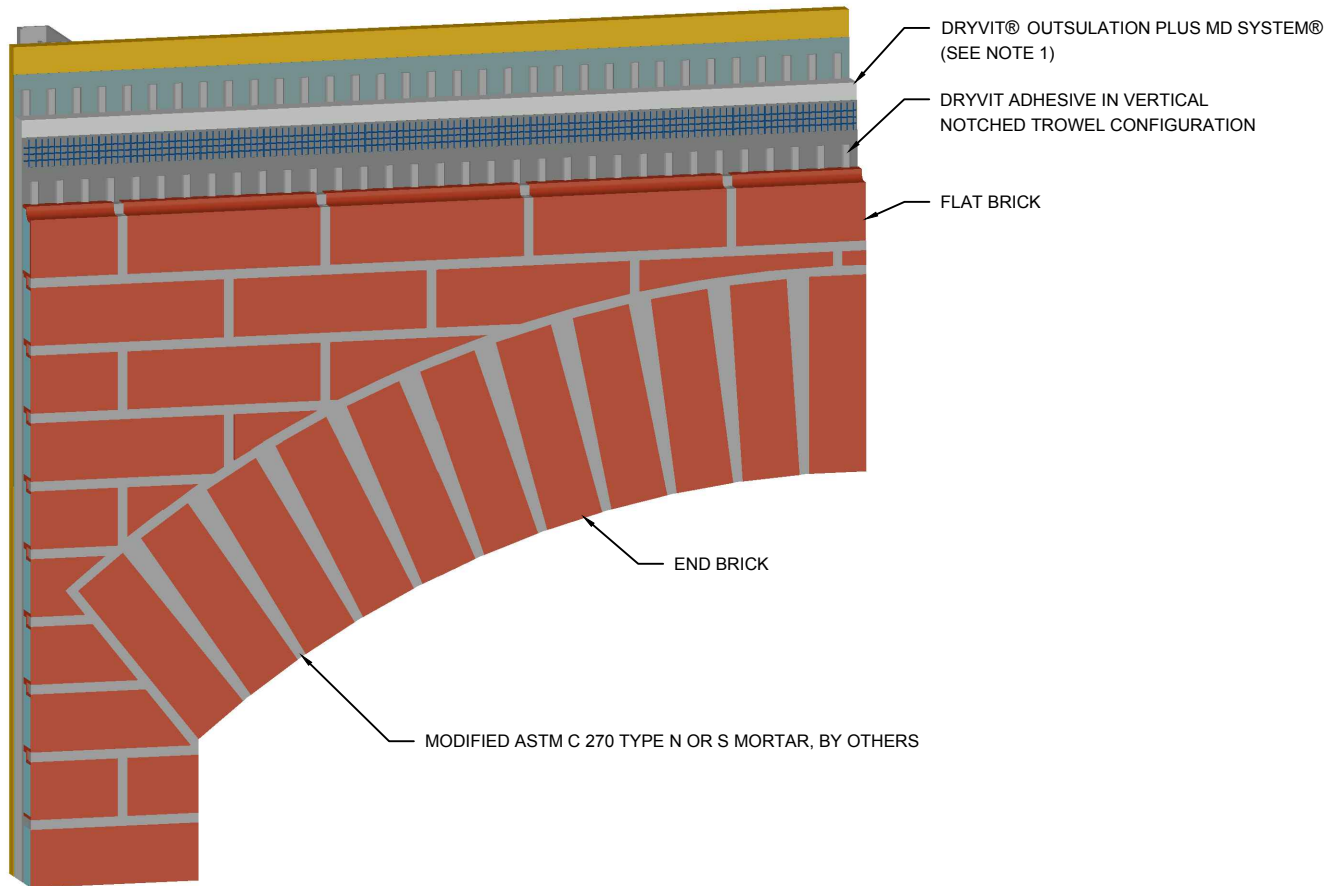 DRYVIT® OUTSULATION PLUS MD SYSTEM®
(SEE NOTE 1)
DRYVIT ADHESIVE IN VERTICAL
NOTCHED TROWEL CONFIGURATION
FLAT BRICK
END BRICK
MODIFIED ASTM C 270 TYPE N OR S MORTAR, BY OTHERS